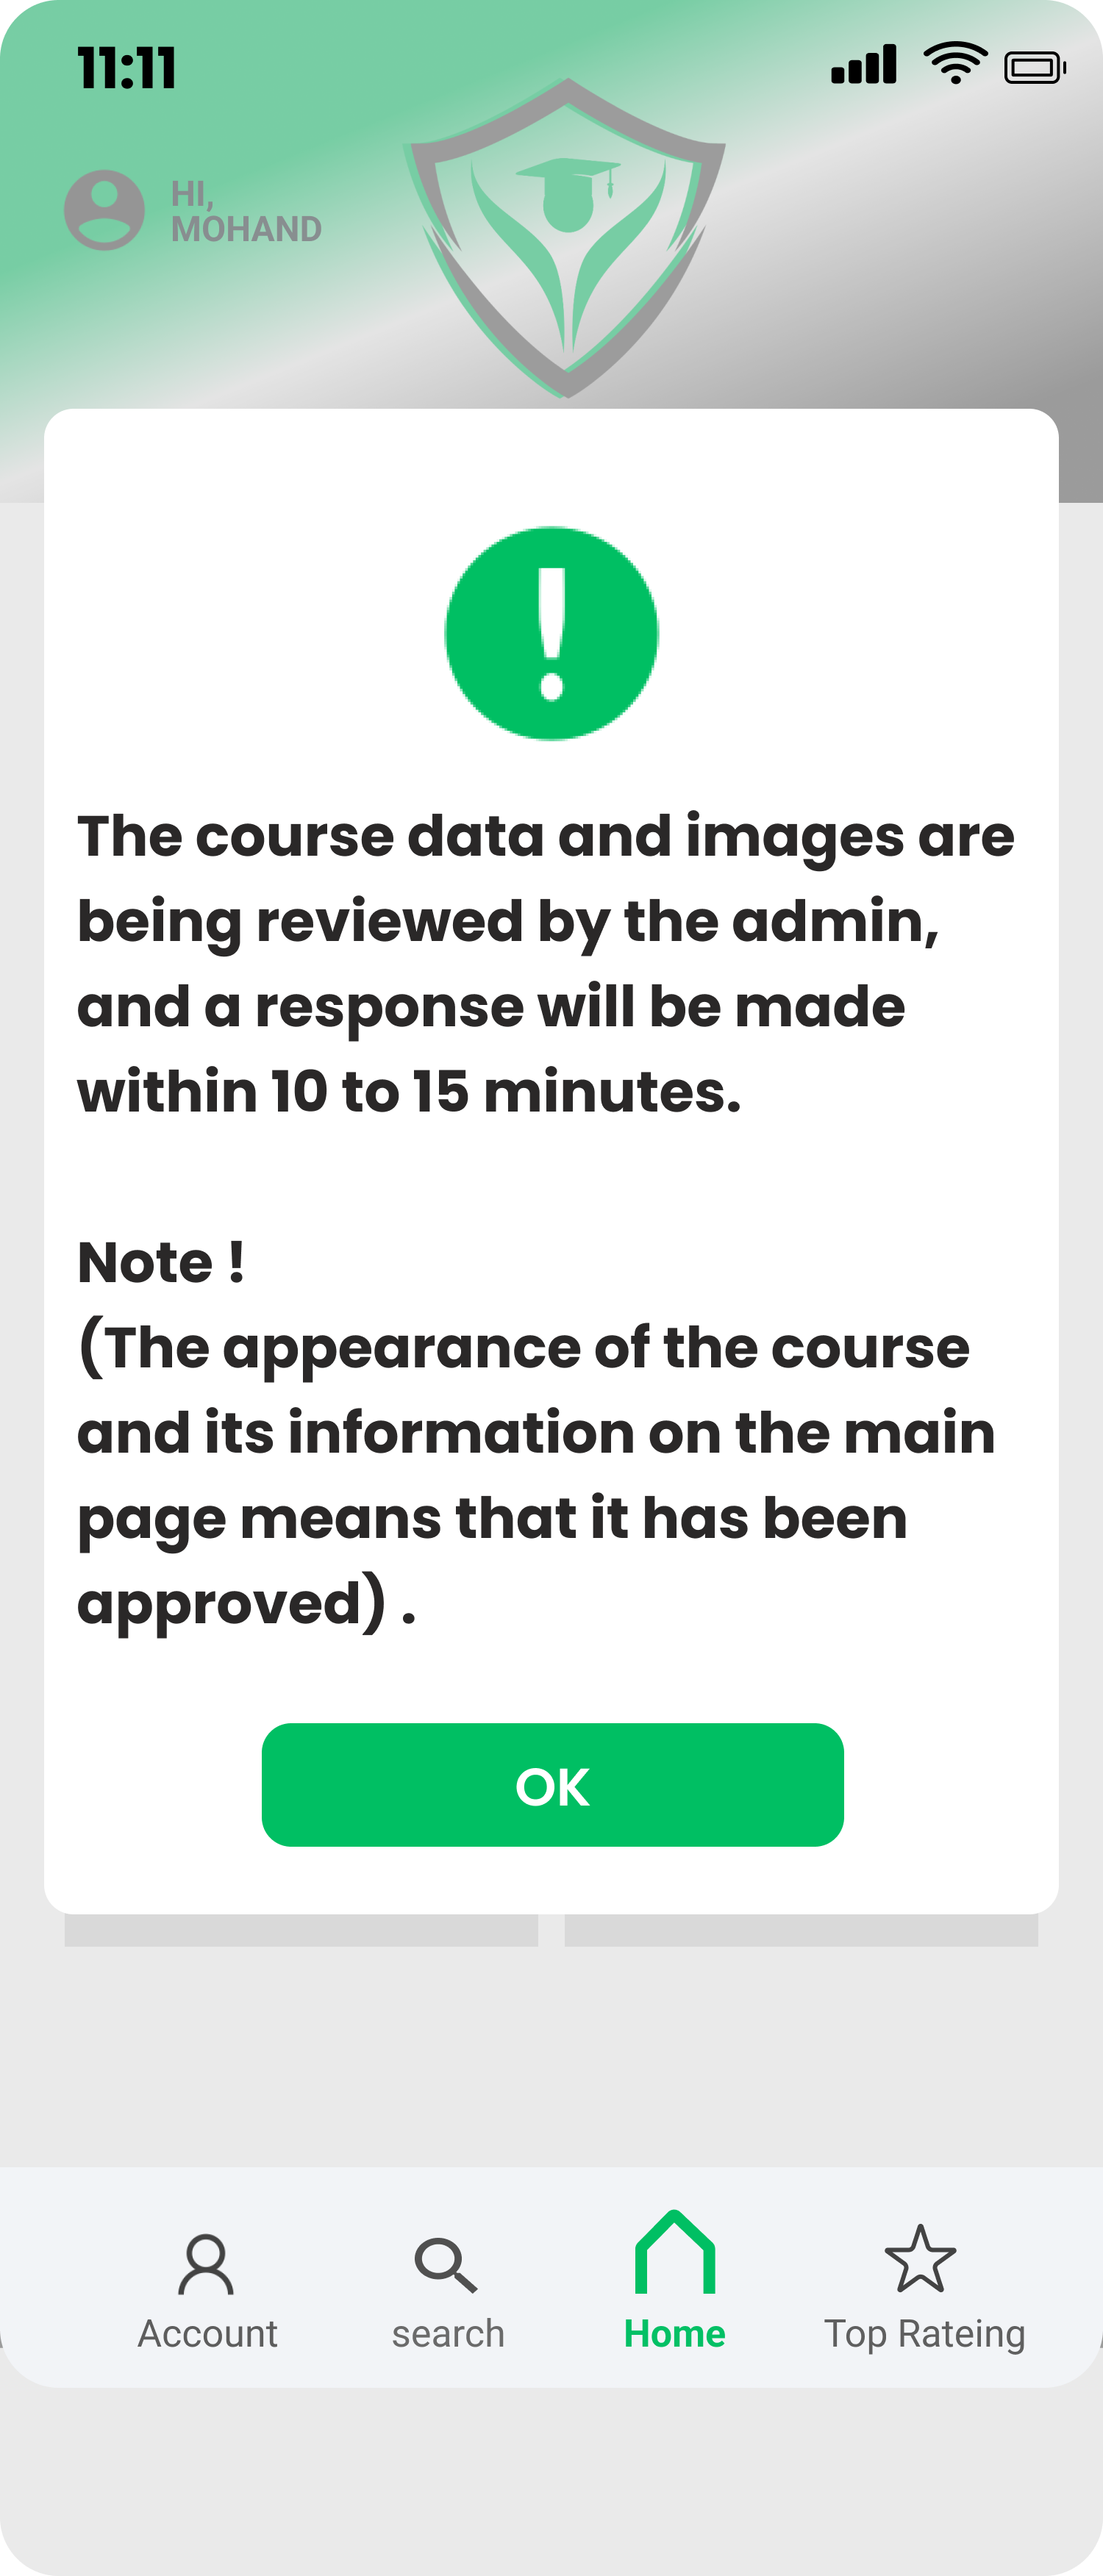 11:11
HI,
MOHAND
The course data and images are
being reviewed by the admin,
and a response will be made
within 10 to 15 minutes.
Note !
(The appearance of the course
and its information on the main
page means that it has been
approved) .
OK
Account
search
Home
Top Rateing